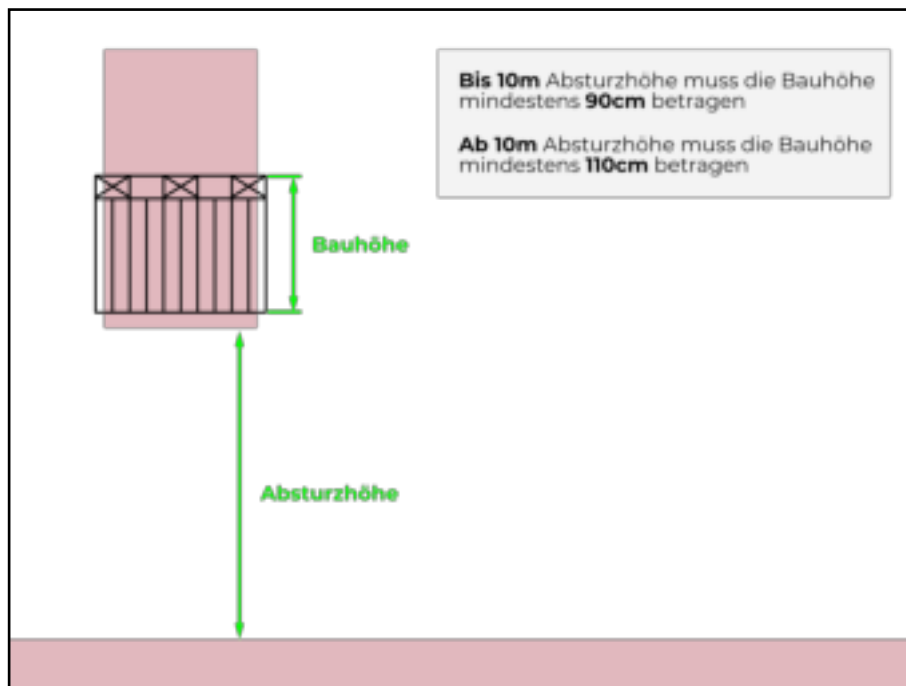 Bis 10m Absturzhöhe muss die Bauhöhe
mindestens 90cm betragen
Ab 10m Absturzhöhe muss die Bauhöhe
mindestens 110cm betragen
Bauhöhe
Absturzhöhe